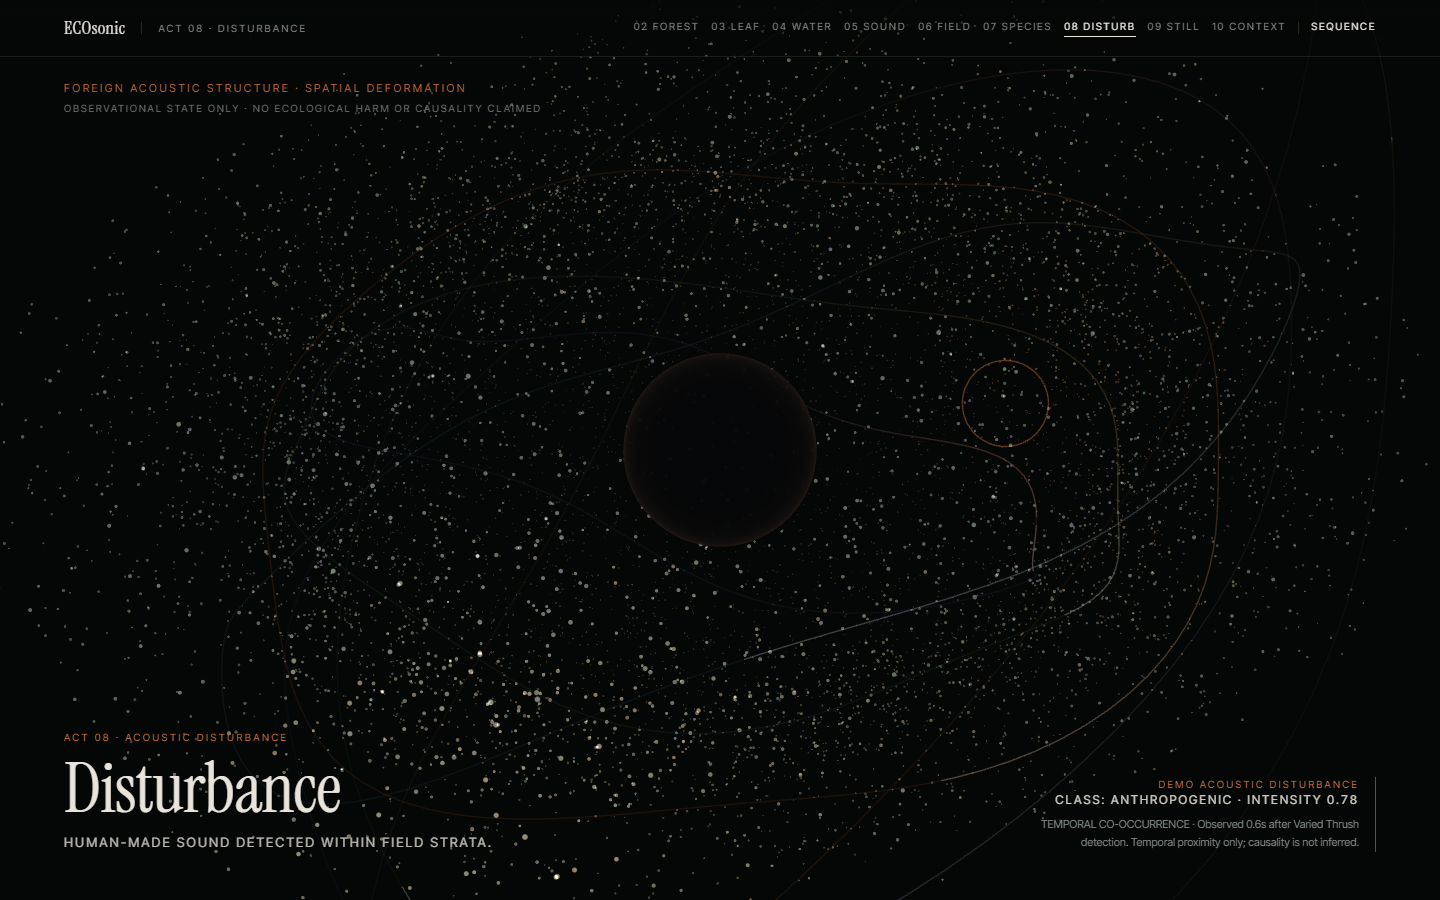 ECOsonic
ACT 08 · DISTURBANCE
02 FOREST 03 LEAF 04 WATER 05 SOUND 06 FIELD 07 SPECIES 08 DISTURB 09 STILL 10 CONTEXT SEQUENCE
FOREIGN ACOUSTIC STRUCTURE · SPATIAL DEFORMATION
OBSERVATIONAL STATE ONLY · NO ECOLOGICAL HARM OR CAUSALITY CLAIMED
ACT 08 · ACOUSTIC DISTURBANCE
Disturbance
HUMAN-MADE SOUND DETECTED WITHIN FIELD STRATA.
DEMO ACOUSTIC DISTURBANCE
CLASS: ANTHROPOGENIC · INTENSITY 0.78
TEMPORAL CO-OCCURRENCE · Observed 0.6s after Varied Thrush
detection. Temporal proximity only; causality is not inferred.